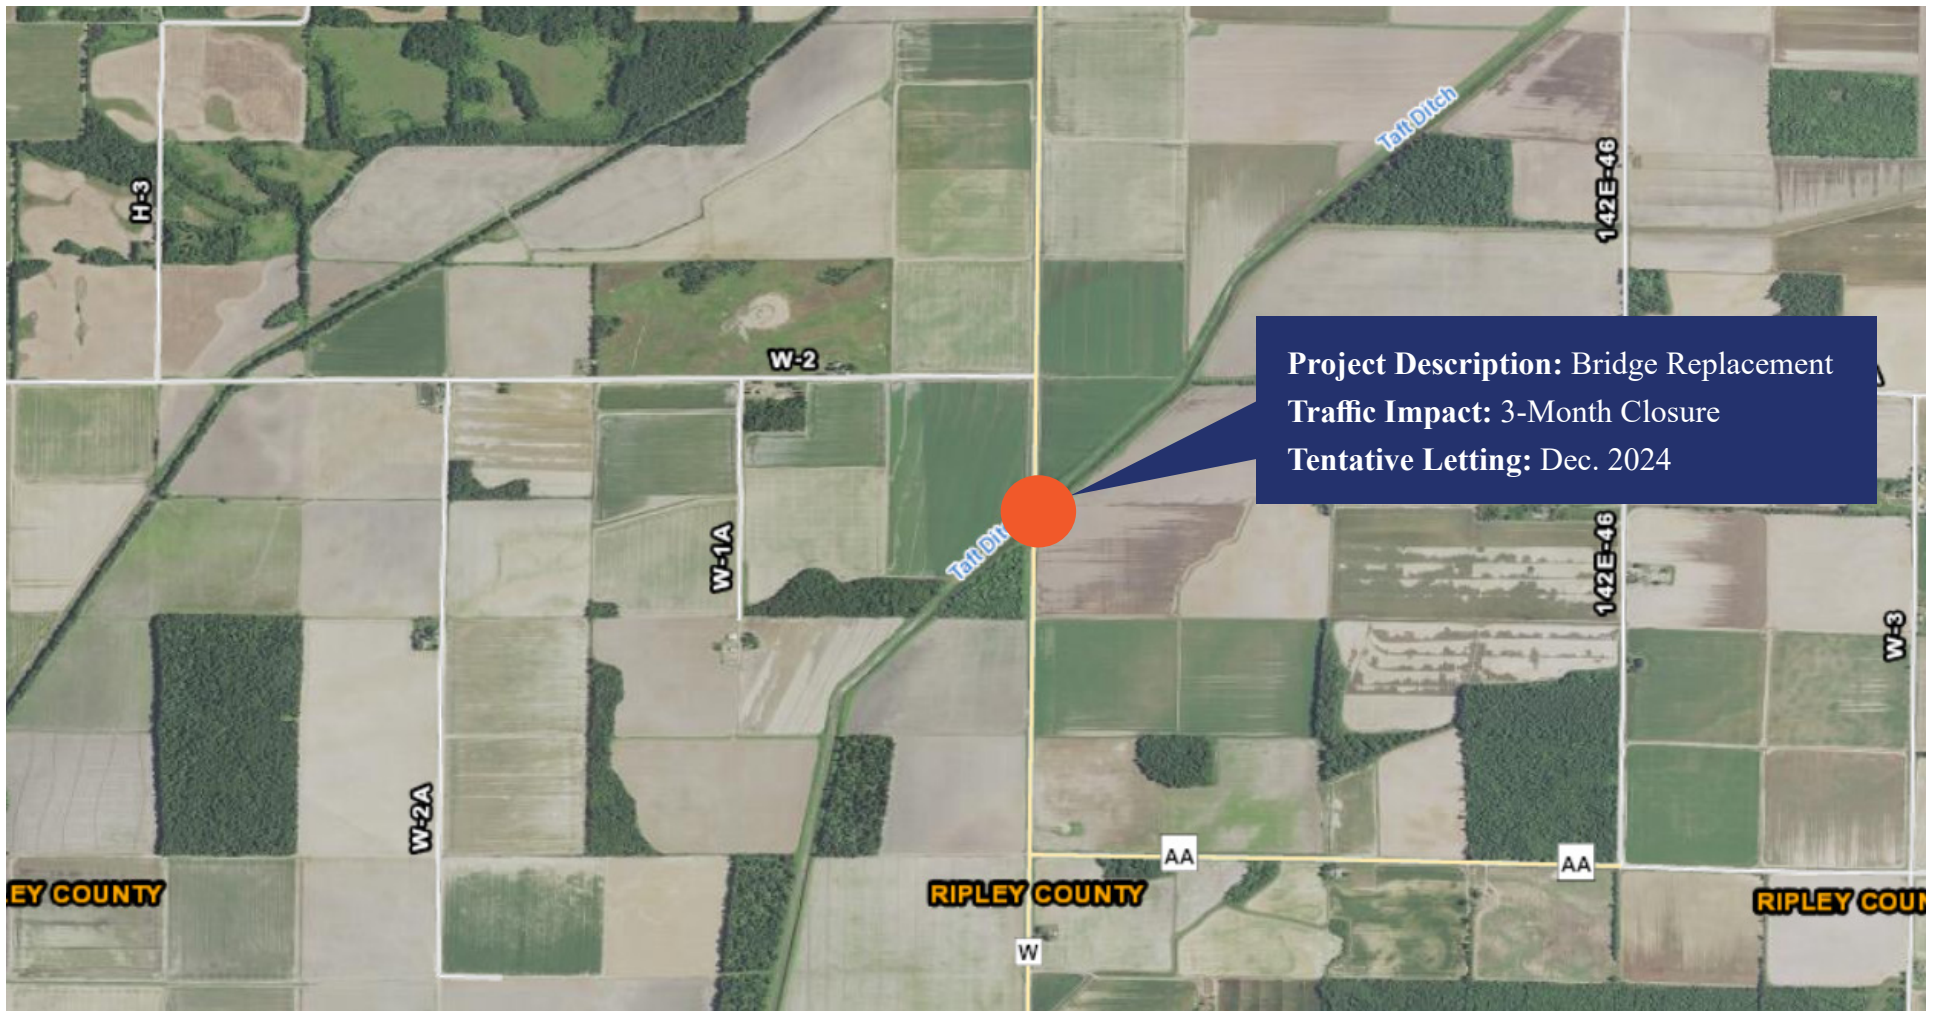 Taft Ditch
H-3
142E-46
W-2
Project Description: Bridge Replacement
Traffic Impact: 3-Month Closure
Tentative Letting: Dec. 2024
Taft Dit
W-1A
142E-46
W-3
W-2A
AA
AA
EY COUNTY
RIPLEY COUNTY
RIPLEY COUN
W